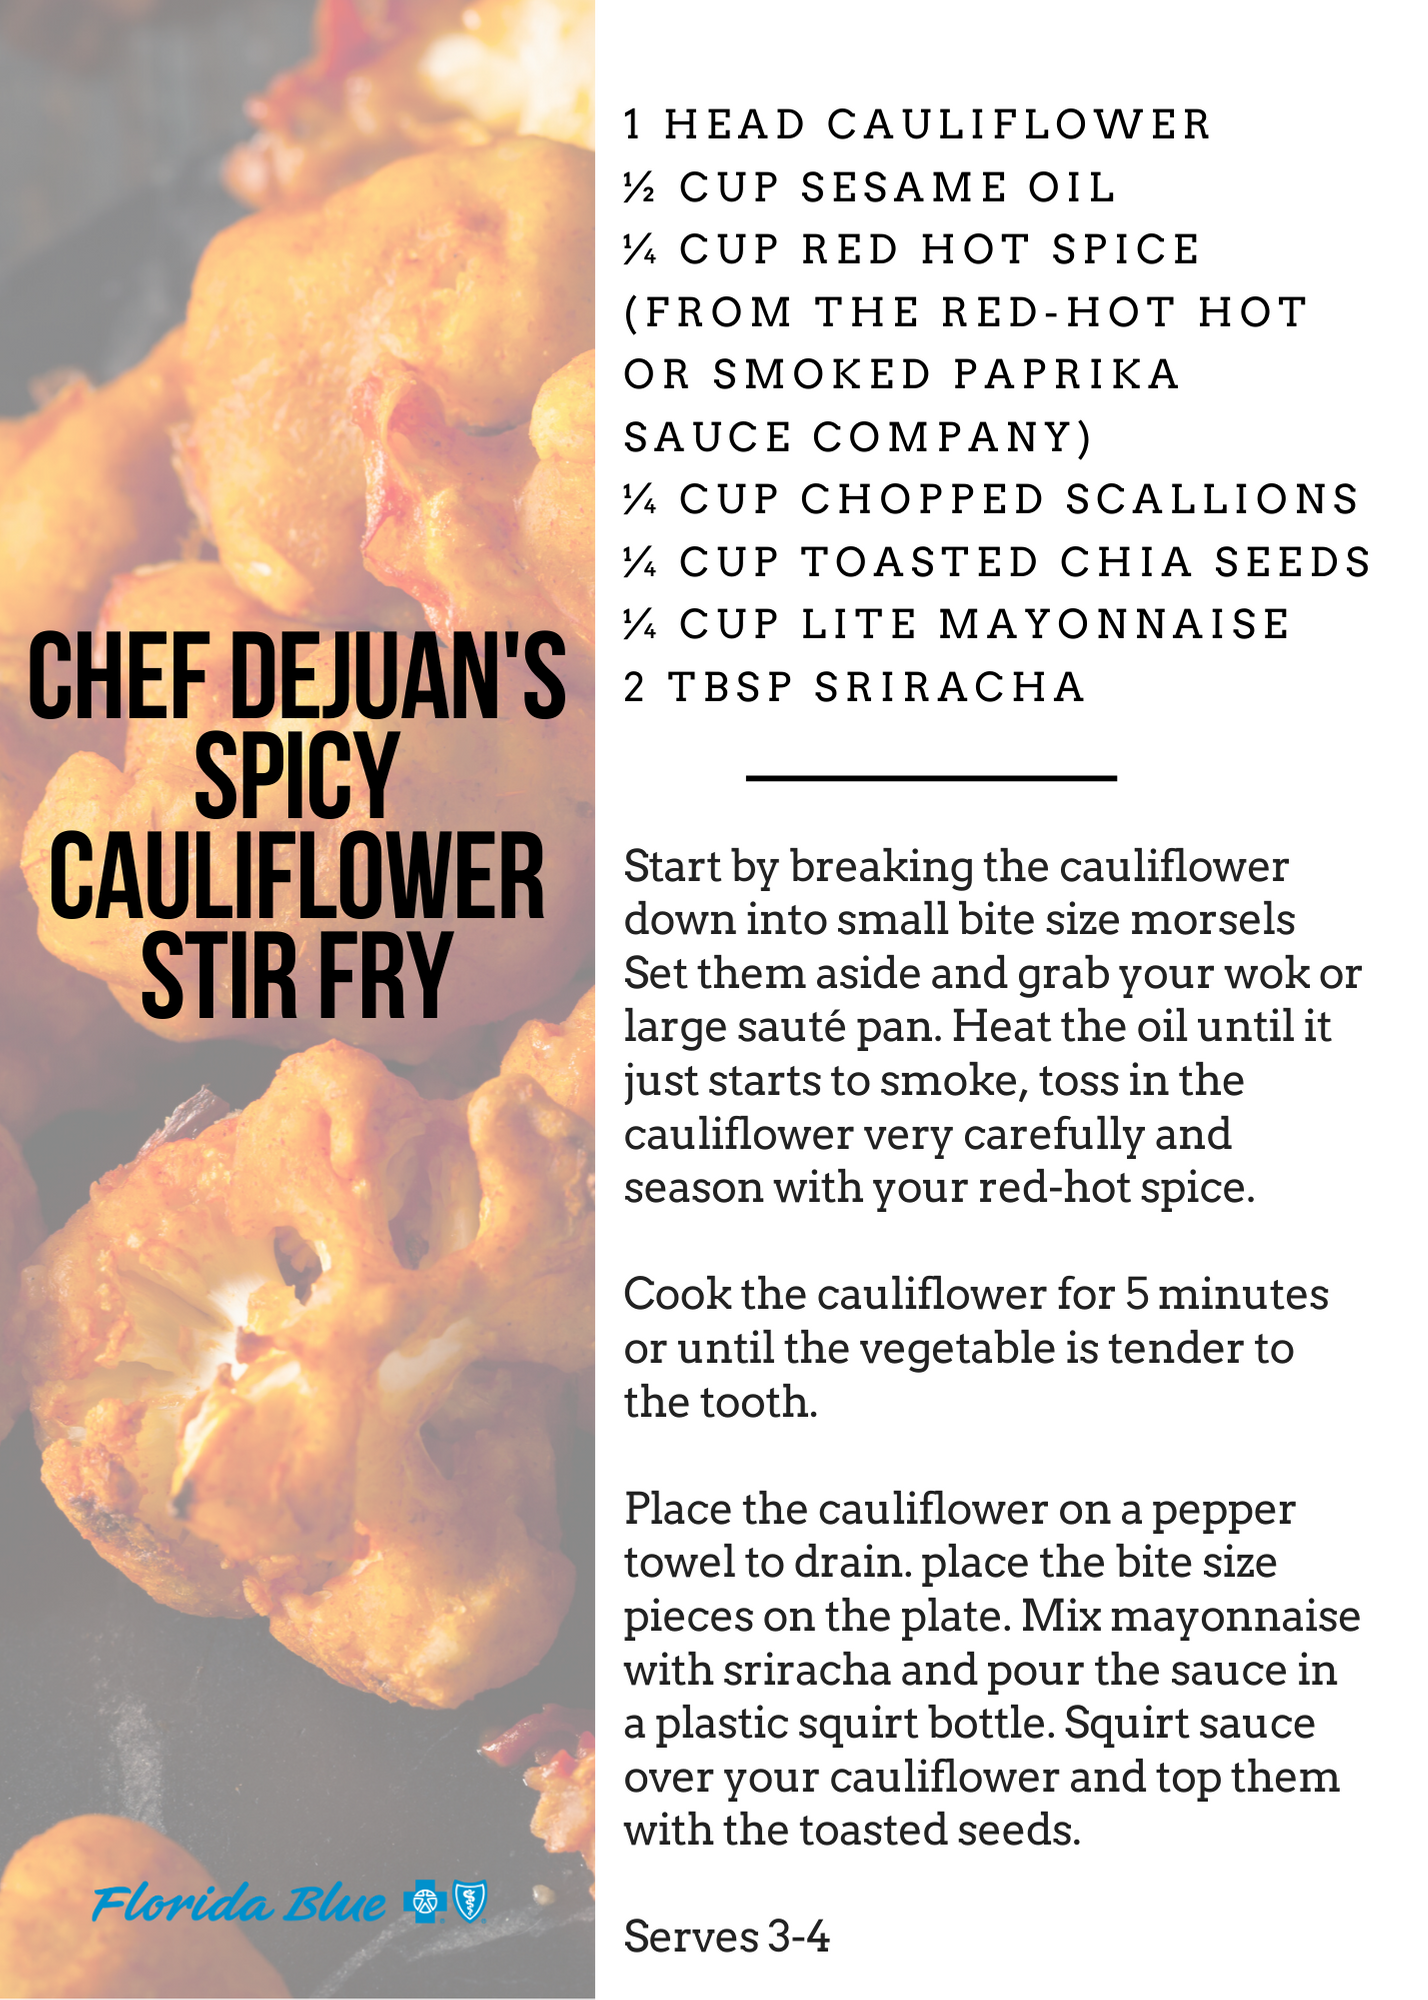 CHEF DEJUAN'S
SPICY
CAULIFLOWER
STIR FRY
Florida Blue
1 HEAD CAULIFLOWER
½ CUP SESAME OIL
¼ CUP RED HOT SPICE
(FROM THE RED-HOT HOT
OR SMOKED PAPRIKA
SAUCE COMPANY)
¼ CUP CHOPPED SCALLIONS
¼ CUP TOASTED CHIA SEEDS
¼ CUP LITE MAYONNAISE
2 TBSP SRIRACHA
Start by breaking the cauliflower
down into small bite size morsels
Set them aside and grab your wok or
large sauté pan. Heat the oil until it
just starts to smoke, toss in the
cauliflower very carefully and
season with your red-hot spice.
Cook the cauliflower for 5 minutes
or until the vegetable is tender to
the tooth.
Place the cauliflower on a pepper
towel to drain. place the bite size
pieces on the plate. Mix mayonnaise
with sriracha and pour the sauce in
a plastic squirt bottle. Squirt sauce
over your cauliflower and top them
with the toasted seeds.
Serves 3-4